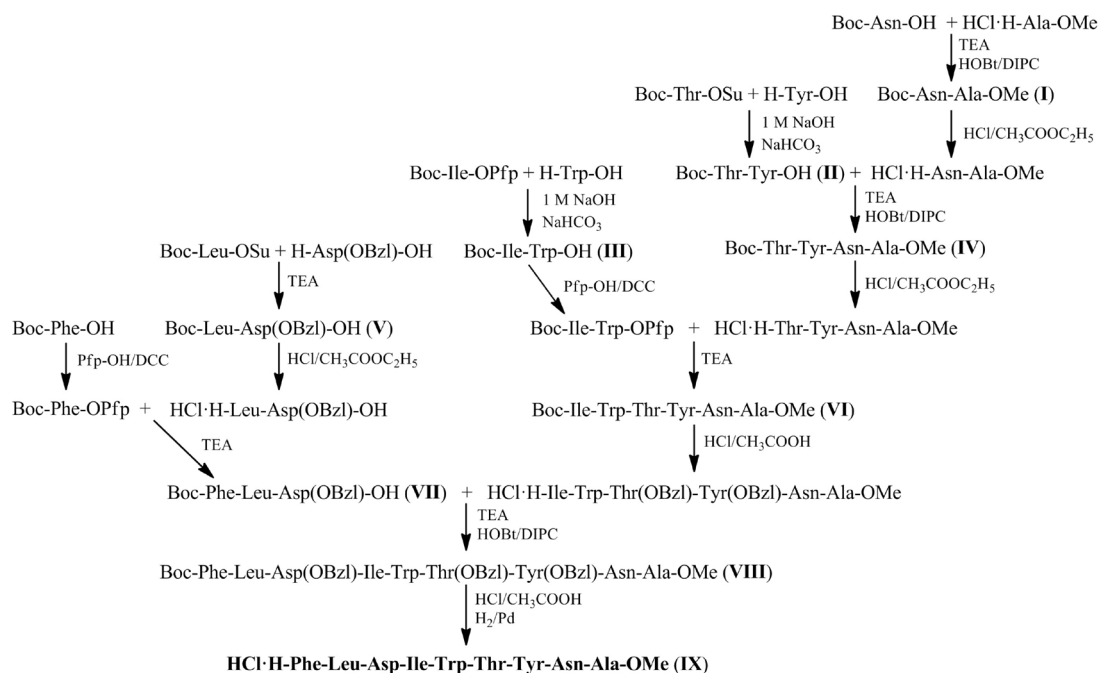 Boc-Asn-OH + HCl·H-Ala-OMe
TEA
HOBt/DIPC
Boc-Thr-OSu + H-Tyr-OH Boc-Asn-Ala-OMe (I)
1 M NaOH
NaHCO₃
HCl/CH₃COOC₂H₅
Boc-Ile-OPfp + H-Trp-OH Boc-Thr-Tyr-OH (II) + HCl·H-Asn-Ala-OMe
1 M NaOH
NaHCO₃
TEA
HOBt/DIPC
Boc-Leu-OSu + H-Asp(OBzl)-OH Boc-Ile-Trp-OH (III) Boc-Thr-Tyr-Asn-Ala-OMe (IV)
TEA
Pfp-OH/DCC
HCl/CH₃COOC₂H₅
Boc-Phe-OH Boc-Leu-Asp(OBzl)-OH (V) Boc-Ile-Trp-OPfp + HCl·H-Thr-Tyr-Asn-Ala-OMe
Pfp-OH/DCC
HCl/CH₃COOC₂H₅
TEA
Boc-Phe-OPfp + HCl·H-Leu-Asp(OBzl)-OH Boc-Ile-Trp-Thr-Tyr-Asn-Ala-OMe (VI)
TEA
HCl/CH₃COOH
Boc-Phe-Leu-Asp(OBzl)-OH (VII) + HCl·H-Ile-Trp-Thr(OBzl)-Tyr(OBzl)-Asn-Ala-OMe
TEA
HOBt/DIPC
Boc-Phe-Leu-Asp(OBzl)-Ile-Trp-Thr(OBzl)-Tyr(OBzl)-Asn-Ala-OMe (VIII)
HCl/CH₃COOH
H₂/Pd
HCl·H-Phe-Leu-Asp-Ile-Trp-Thr-Tyr-Asn-Ala-OMe (IX)